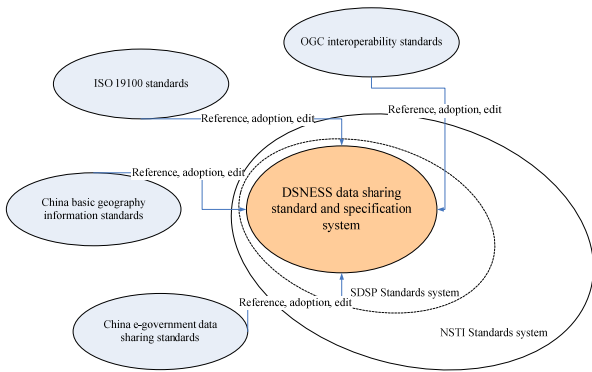 OGC interoperability standards
ISO 19100 standards
Reference, adoption, edit
Reference, adoption, edit
Reference, adoption, edit
China basic geography
information standards
DSNESS data sharing
standard and specification
system
SDSP Standards system
Reference, adoption, edit
China e-government data
sharing standards
NSTI Standards system